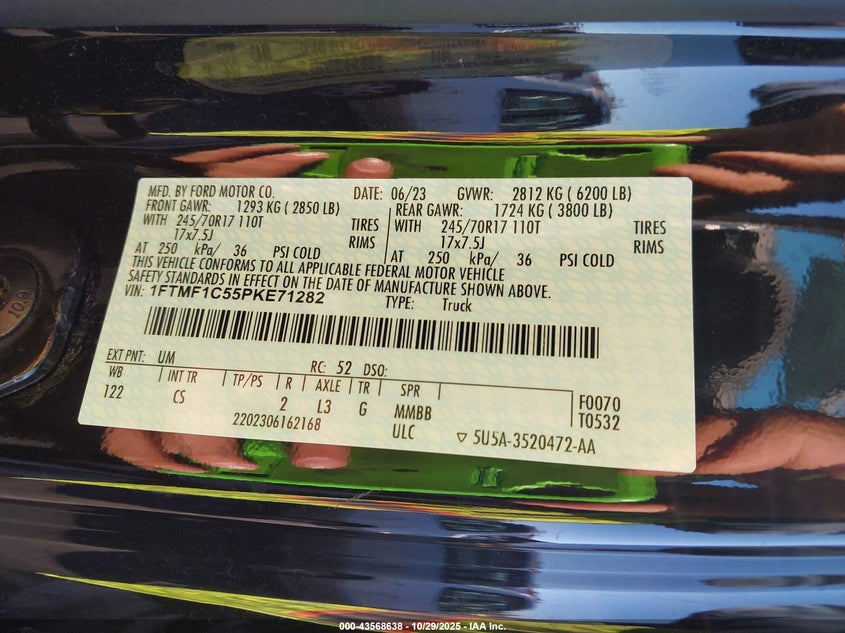 MFD. BY FORD MOTOR CO. DATE: 06/23 GVWR: 2812 KG ( 6200 LB)
FRONT GAWR: 1293 KG ( 2850 LB) REAR GAWR: 1724 KG ( 3800 LB)
WITH 245/70R17 110T TIRES WITH 245/70R17 110T TIRES
17x7.5J RIMS 17x7.5J RIMS
AT 250 kPa/ 36 PSI COLD AT 250 kPa/ 36 PSI COLD
THIS VEHICLE CONFORMS TO ALL APPLICABLE FEDERAL MOTOR VEHICLE
SAFETY STANDARDS IN EFFECT ON THE DATE OF MANUFACTURE SHOWN ABOVE.
VIN: 1FTMF1C55PKE71282 TYPE: Truck
EXT PNT: UM RC: 52 DSO:
WB INT TR TP/PS R AXLE TR SPR F0070
122 CS 2 L3 G MMBB T0532
2202306162168 ULC 5U5A-3520472-AA
10.9
000-43568638 - 10/29/2025 - IAA Inc.